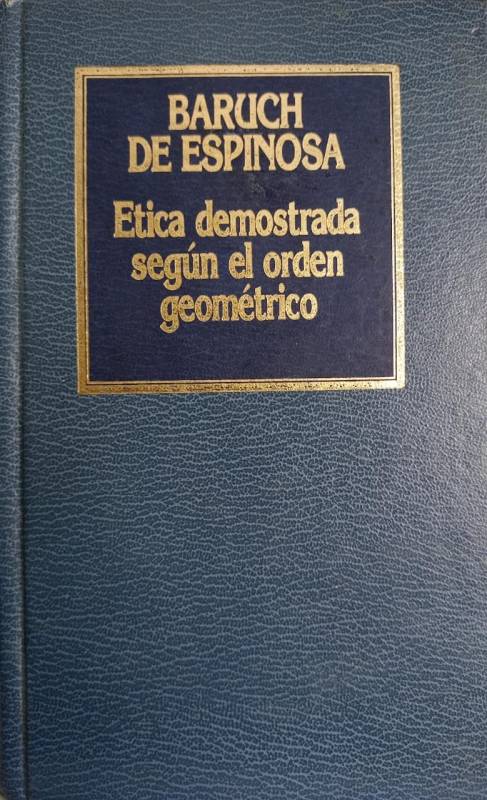 BARUCH
DE ESPINOSA
Etica demostrada
según el orden
geométrico